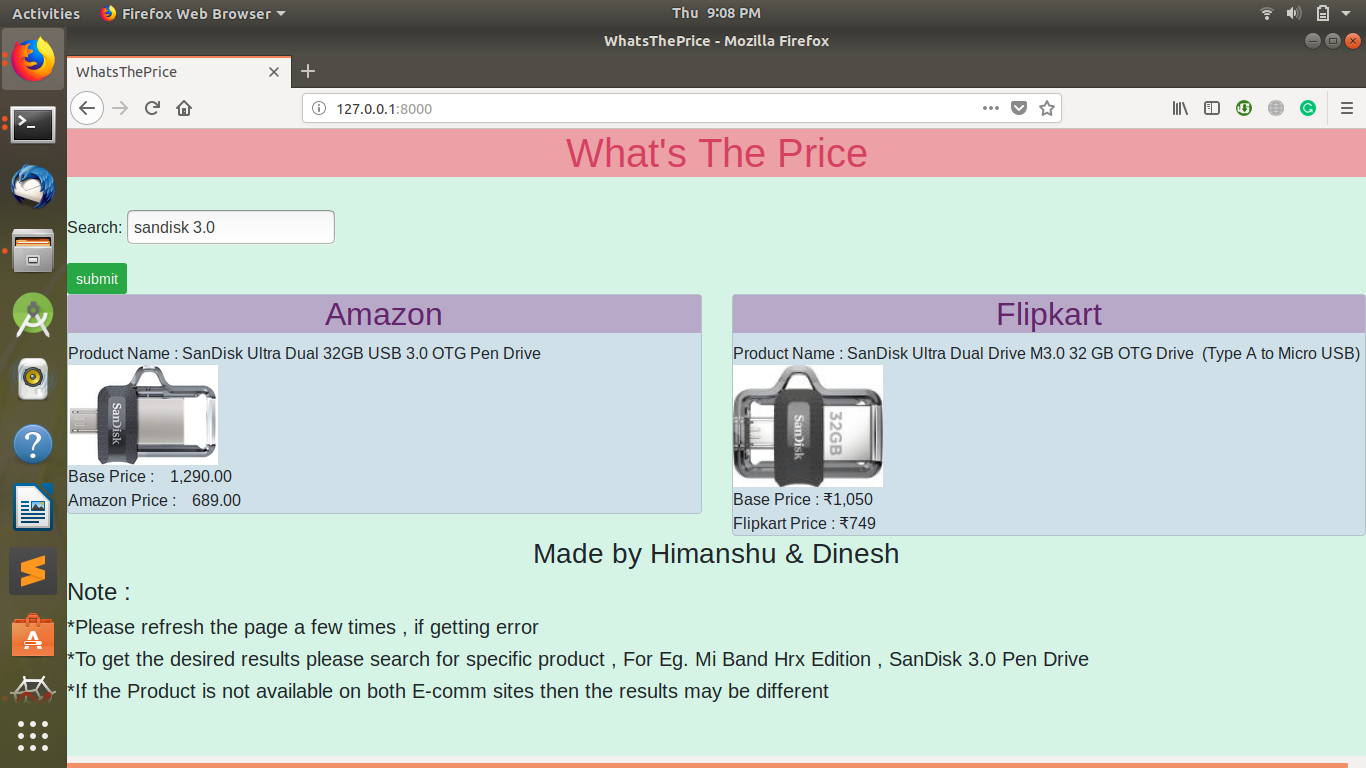 Activities Firefox Web Browser Thu 9:08 PM
WhatsThePrice - Mozilla Firefox
WhatsThePrice
127.0.0.1:8000
What's The Price
Search: sandisk 3.0
submit
Amazon
Product Name : SanDisk Ultra Dual 32GB USB 3.0 OTG Pen Drive
SanDisk
Base Price : 1,290.00
Amazon Price : 689.00
Flipkart
Product Name : SanDisk Ultra Dual Drive M3.0 32 GB OTG Drive (Type A to Micro USB)
SanDisk
32GB
Base Price : ₹1,050
Flipkart Price : ₹749
Made by Himanshu & Dinesh
Note :
*Please refresh the page a few times , if getting error
*To get the desired results please search for specific product , For Eg. Mi Band Hrx Edition , SanDisk 3.0 Pen Drive
*If the Product is not available on both E-comm sites then the results may be different